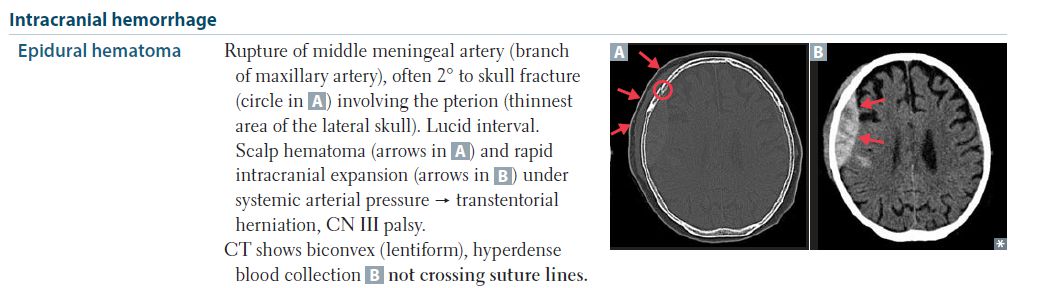 Intracranial hemorrhage
Epidural hematoma
Rupture of middle meningeal artery (branch
of maxillary artery), often 2° to skull fracture
(circle in A) involving the pterion (thinnest
area of the lateral skull). Lucid interval.
Scalp hematoma (arrows in A) and rapid
intracranial expansion (arrows in B) under
systemic arterial pressure → transtentorial
herniation, CN III palsy.
CT shows biconvex (lentiform), hyperdense
blood collection B not crossing suture lines.
A
B
*